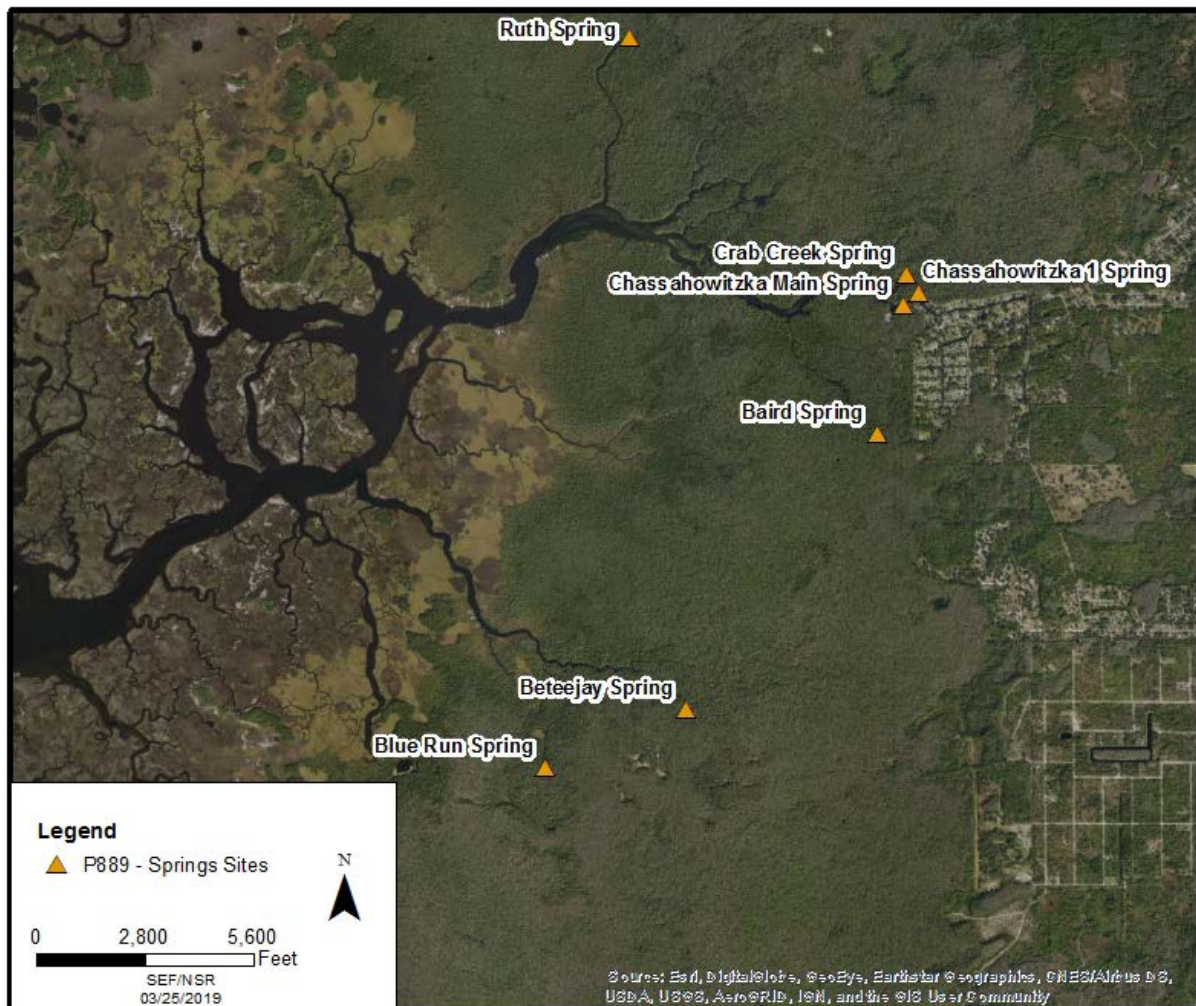 Ruth Spring
Crab Creek Spring
Chassahowitzka 1 Spring
Chassahowitzka Main Spring
Baird Spring
Beteejay Spring
Blue Run Spring
Legend
P889 - Springs Sites
N
0 2,800 5,600
Feet
SEF/NSR
03/25/2019
Source: Esri, DigitalGlobe, GeoEye, Earthstar Geographics, CNES/Airbus DS,
USDA, USGS, AeroGRID, IGN, and the GIS User Community